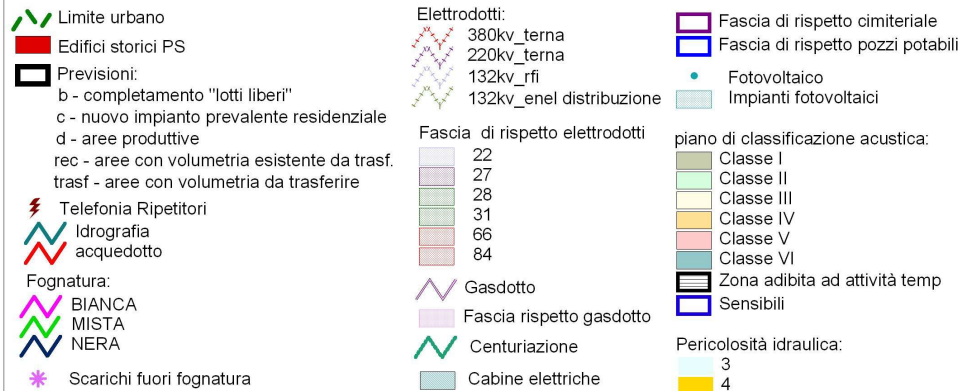 Limite urbano
Edifici storici PS
Previsioni:
b - completamento "lotti liberi"
c - nuovo impianto prevalente residenziale
d - aree produttive
rec - aree con volumetria esistente da trasf.
trasf - aree con volumetria da trasferire
Telefonia Ripetitori
Idrografia
acquedotto
Fognatura:
BIANCA
MISTA
NERA
Scarichi fuori fognatura
Elettrodotti:
380kv_terna
220kv_terna
132kv_rfi
132kv_enel distribuzione
Fascia di rispetto elettrodotti
22
27
28
31
66
84
Gasdotto
Fascia rispetto gasdotto
Centuriazione
Cabine elettriche
Fascia di rispetto cimiteriale
Fascia di rispetto pozzi potabili
Fotovoltaico
Impianti fotovoltaici
piano di classificazione acustica:
Classe I
Classe II
Classe III
Classe IV
Classe V
Classe VI
Zona adibita ad attività temp
Sensibili
Pericolosità idraulica:
3
4